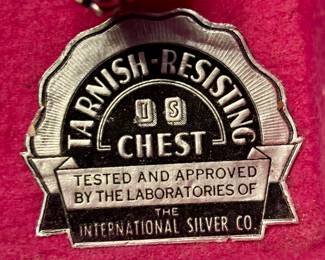 TARNISH-RESISTING
IS
CHEST
TESTED AND APPROVED
BY THE LABORATORIES OF
THE
INTERNATIONAL SILVER CO.